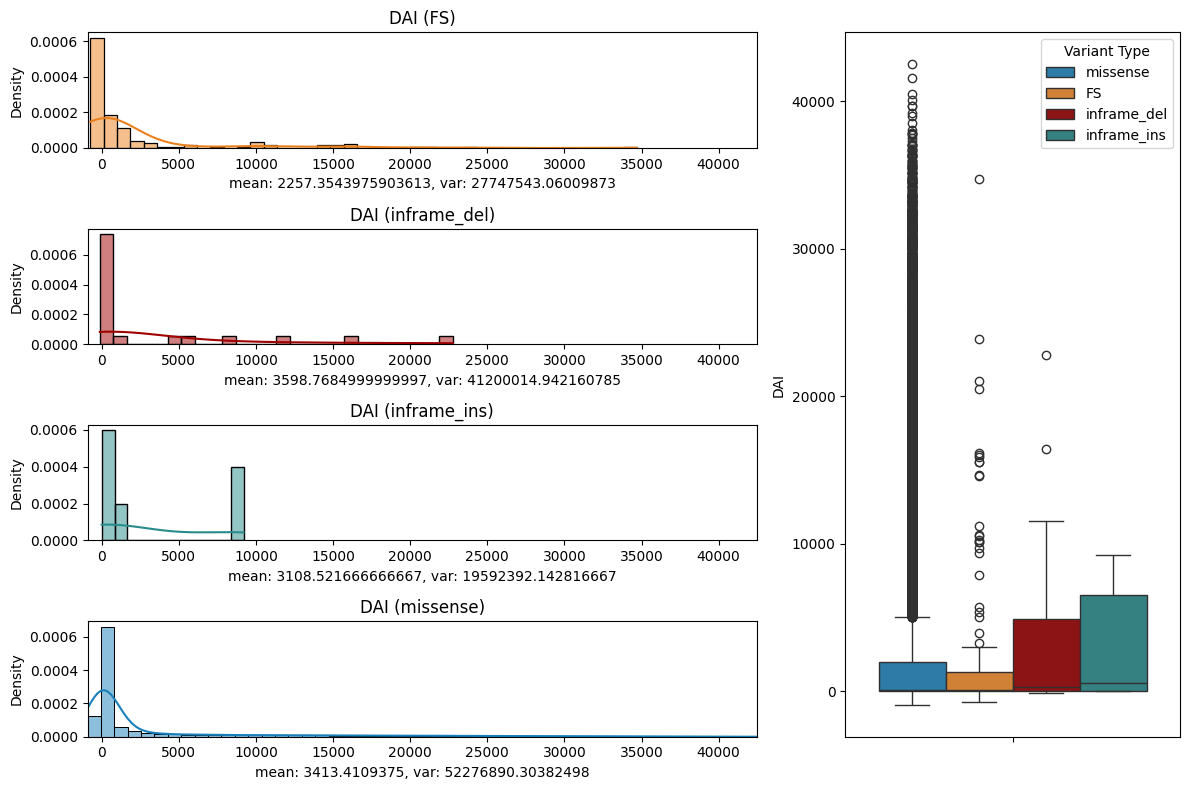 DAI (FS)
Density
0.0006
0.0004
0.0002
0.0000
0 5000 10000 15000 20000 25000 30000 35000 40000
mean: 2257.3543975903613, var: 27747543.06009873
DAI (inframe_del)
Density
0.0006
0.0004
0.0002
0.0000
0 5000 10000 15000 20000 25000 30000 35000 40000
mean: 3598.7684999999997, var: 41200014.942160785
DAI (inframe_ins)
Density
0.0006
0.0004
0.0002
0.0000
0 5000 10000 15000 20000 25000 30000 35000 40000
mean: 3108.521666666667, var: 19592392.142816667
DAI (missense)
Density
0.0006
0.0004
0.0002
0.0000
0 5000 10000 15000 20000 25000 30000 35000 40000
mean: 3413.4109375, var: 52276890.30382498
DAI
40000
30000
20000
10000
0
Variant Type
missense
FS
inframe_del
inframe_ins